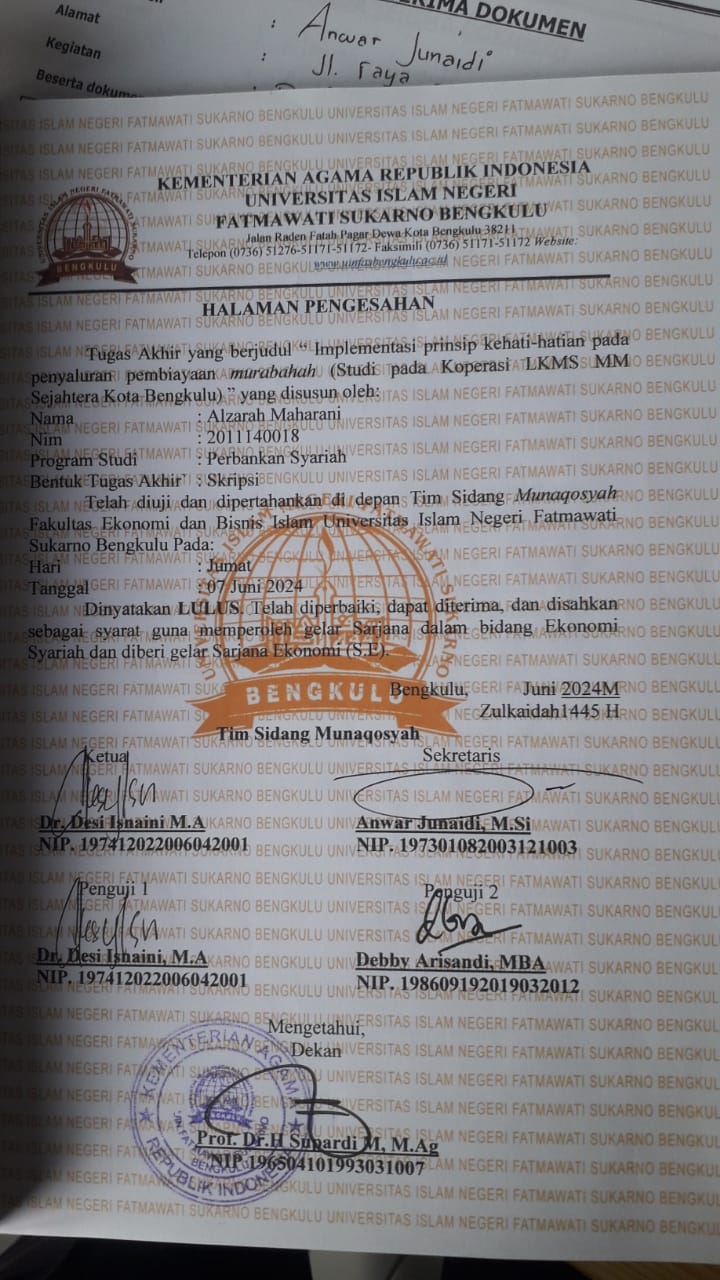 Alamat
Kegiatan
Beserta
: Anwar Junaidi
: Jl. raya
DOKUMEN
KEMENTERIAN AGAMA REPUBLIK INDONESIA
UNIVERSITAS ISLAM NEGERI
FATMAWATI SUKARNO BENGKULU
Jalan Raden Fatah Pagar Dewa Kota Bengkulu 38211
Telepon (0736) 51276-51171-51172- Faksimili (0736) 51171-51172 Website:
www.uinfasbengkulu.ac.id
BENGKULU
HALAMAN PENGESAHAN
Tugas Akhir yang berjudul “ Implementasi prinsip kehati-hatian pada
penyaluran pembiayaan murabahah (Studi pada Koperasi LKMS MM
Sejahtera Kota Bengkulu) ” yang disusun oleh:
Nama : Alzarah Maharani
Nim : 2011140018
Program Studi : Perbankan Syariah
Bentuk Tugas Akhir : Skripsi
Telah diuji dan dipertahankan di depan Tim Sidang Munaqosyah
Fakultas Ekonomi dan Bisnis Islam Universitas Islam Negeri Fatmawati
Sukarno Bengkulu Pada:
Hari : Jumat
Tanggal : 07 Juni 2024
Dinyatakan LULUS. Telah diperbaiki, dapat diterima, dan disahkan
sebagai syarat guna memperoleh gelar Sarjana dalam bidang Ekonomi
Syariah dan diberi gelar Sarjana Ekonomi (S.E).
BENGKULU
Bengkulu, Juni 2024M
Zulkaidah1445 H
Tim Sidang Munaqosyah
Ketua Sekretaris
Dr. Desi Isnaini M.A Anwar Junaidi, M.Si
NIP. 197412022006042001 NIP. 197301082003121003
Penguji 1 Penguji 2
Dr. Desi Isnaini, M.A Debby Arisandi, MBA
NIP. 197412022006042001 NIP. 198609192019032012
Mengetahui,
Dekan
KEMENTERIAN AGAMA
REPUBLIK INDONESIA
Prof. Dr.H Supardi M, M.Ag
NIP 196504101993031007